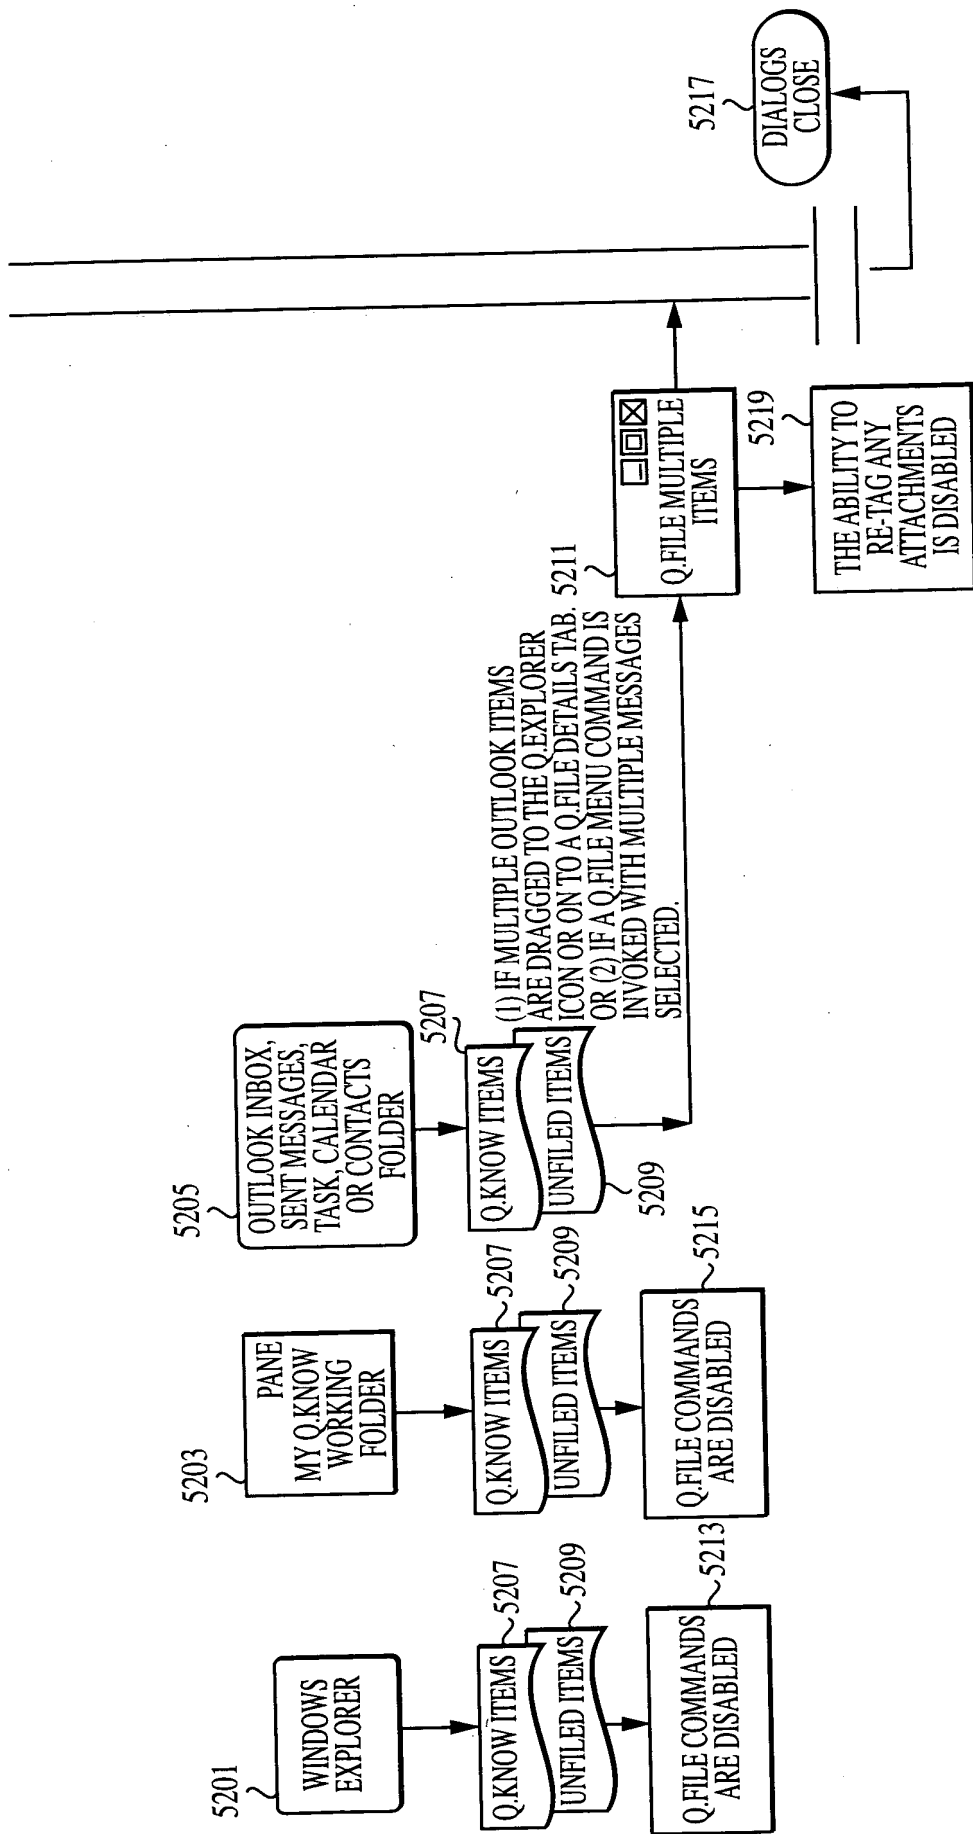 5201
WINDOWS
EXPLORER
Q.KNOW ITEMS
5207
UNFILED ITEMS
5209
Q.FILE COMMANDS
ARE DISABLED
5213
5203
PANE
MY Q.KNOW
WORKING
FOLDER
Q.KNOW ITEMS
5207
UNFILED ITEMS
5209
Q.FILE COMMANDS
ARE DISABLED
5215
5205
OUTLOOK INBOX,
SENT MESSAGES,
TASK, CALENDAR
OR CONTACTS
FOLDER
5207
Q.KNOW ITEMS
UNFILED ITEMS
5209
(1) IF MULTIPLE OUTLOOK ITEMS
ARE DRAGGED TO THE Q.EXPLORER
ICON OR ON TO A Q.FILE DETAILS TAB.
OR (2) IF A Q.FILE MENU COMMAND IS
INVOKED WITH MULTIPLE MESSAGES
SELECTED.
5211
Q.FILE MULTIPLE
ITEMS
5219
THE ABILITY TO
RE-TAG ANY
ATTACHMENTS
IS DISABLED
5217
DIALOGS
CLOSE